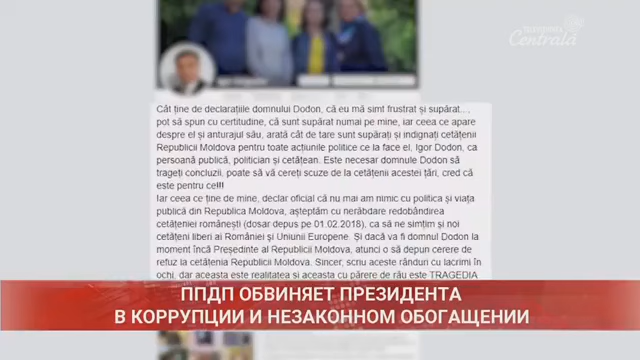 Centrală
Cât ține de declarațiile domnului Dodon, că eu mă simt frustrat și supărat...,
pot să spun cu certitudine, că sunt supărat numai pe mine, iar ceea ce apare
despre el și anturajul său, arată cât de tare sunt supărați și indignați cetățenii
Republicii Moldova pentru toate acțiunile politice ce la face el, Igor Dodon, ca
persoană publică, politician și cetățean. Este necesar domnule Dodon să
trageți concluzii, poate să vă cereți scuze de la cetățenii acestei țări, cred că
este pentru ce!!!
Iar ceea ce ține de mine, declar oficial că nu mai am nimic cu politica și viața
publică din Republica Moldova, așteptăm cu nerăbdare redobândirea
cetățeniei românești (dosar depus pe 01.02.2018), ca să ne simțim și noi
cetățeni liberi ai României și Uniunii Europene. Și dacă va fi domnul Dodon la
moment încă Președinte al Republicii Moldova, atunci o să depun cerere de
refuz la cetățenia Republicii Moldova. Sincer, scriu aceste rânduri cu lacrimi în
ochi, dar aceasta este realitatea și aceasta cu părere de rău este TRAGEDIA
ППДП ОБВИНЯЕТ ПРЕЗИДЕНТА
В КОРРУПЦИИ И НЕЗАКОННОМ ОБОГАЩЕНИИ